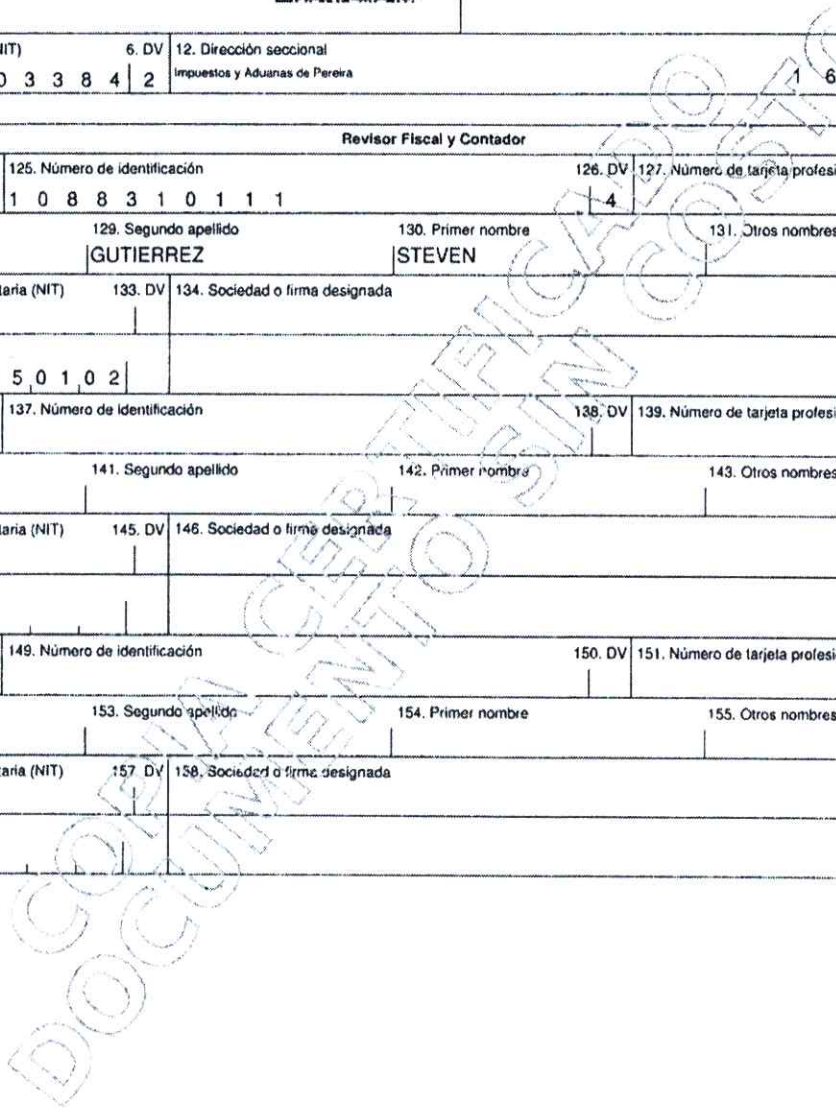 6. DV 12. Dirección seccional
3 3 8 4 2 Impuestos y Aduanas de Pereira 1 6
Revisor Fiscal y Contador
125. Número de identificación 126. DV 127. Número de tarjeta profesi
1 0 8 8 3 1 0 1 1 1 4
129. Segundo apellido 130. Primer nombre 131. Otros nombres
GUTIERREZ STEVEN
taria (NIT) 133. DV 134. Sociedad o firma designada
5 0 1 0 2
137. Número de identificación 138. DV 139. Número de tarjeta profesi
141. Segundo apellido 142. Primer nombre 143. Otros nombres
taria (NIT) 145. DV 146. Sociedad o firma designada
149. Número de identificación 150. DV 151. Número de tarjeta profesi
153. Segundo apellido 154. Primer nombre 155. Otros nombres
taria (NIT) 157. DV 158. Sociedad o firma designada
COPIA CERTIFICADO
DOCUMENTO SIN COSTO